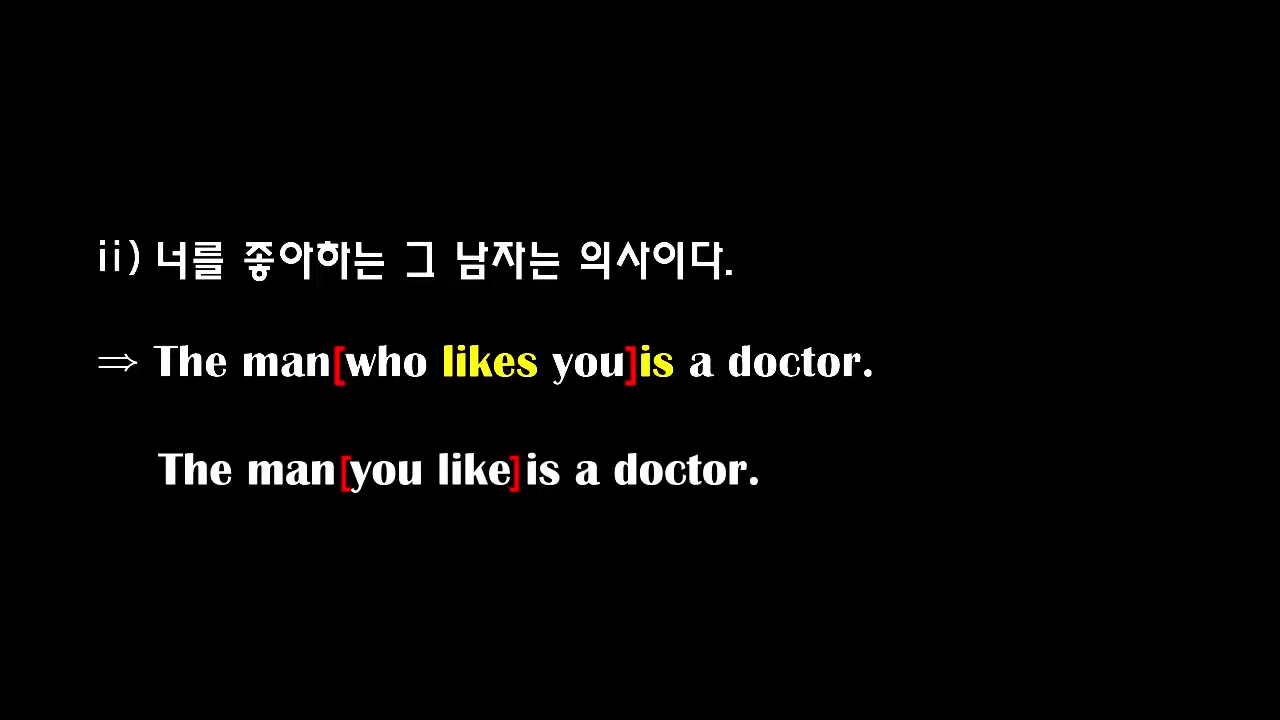 ii) 너를 좋아하는 그 남자는 의사이다.
⇒ The man[who likes you]is a doctor.
The man[you like]is a doctor.